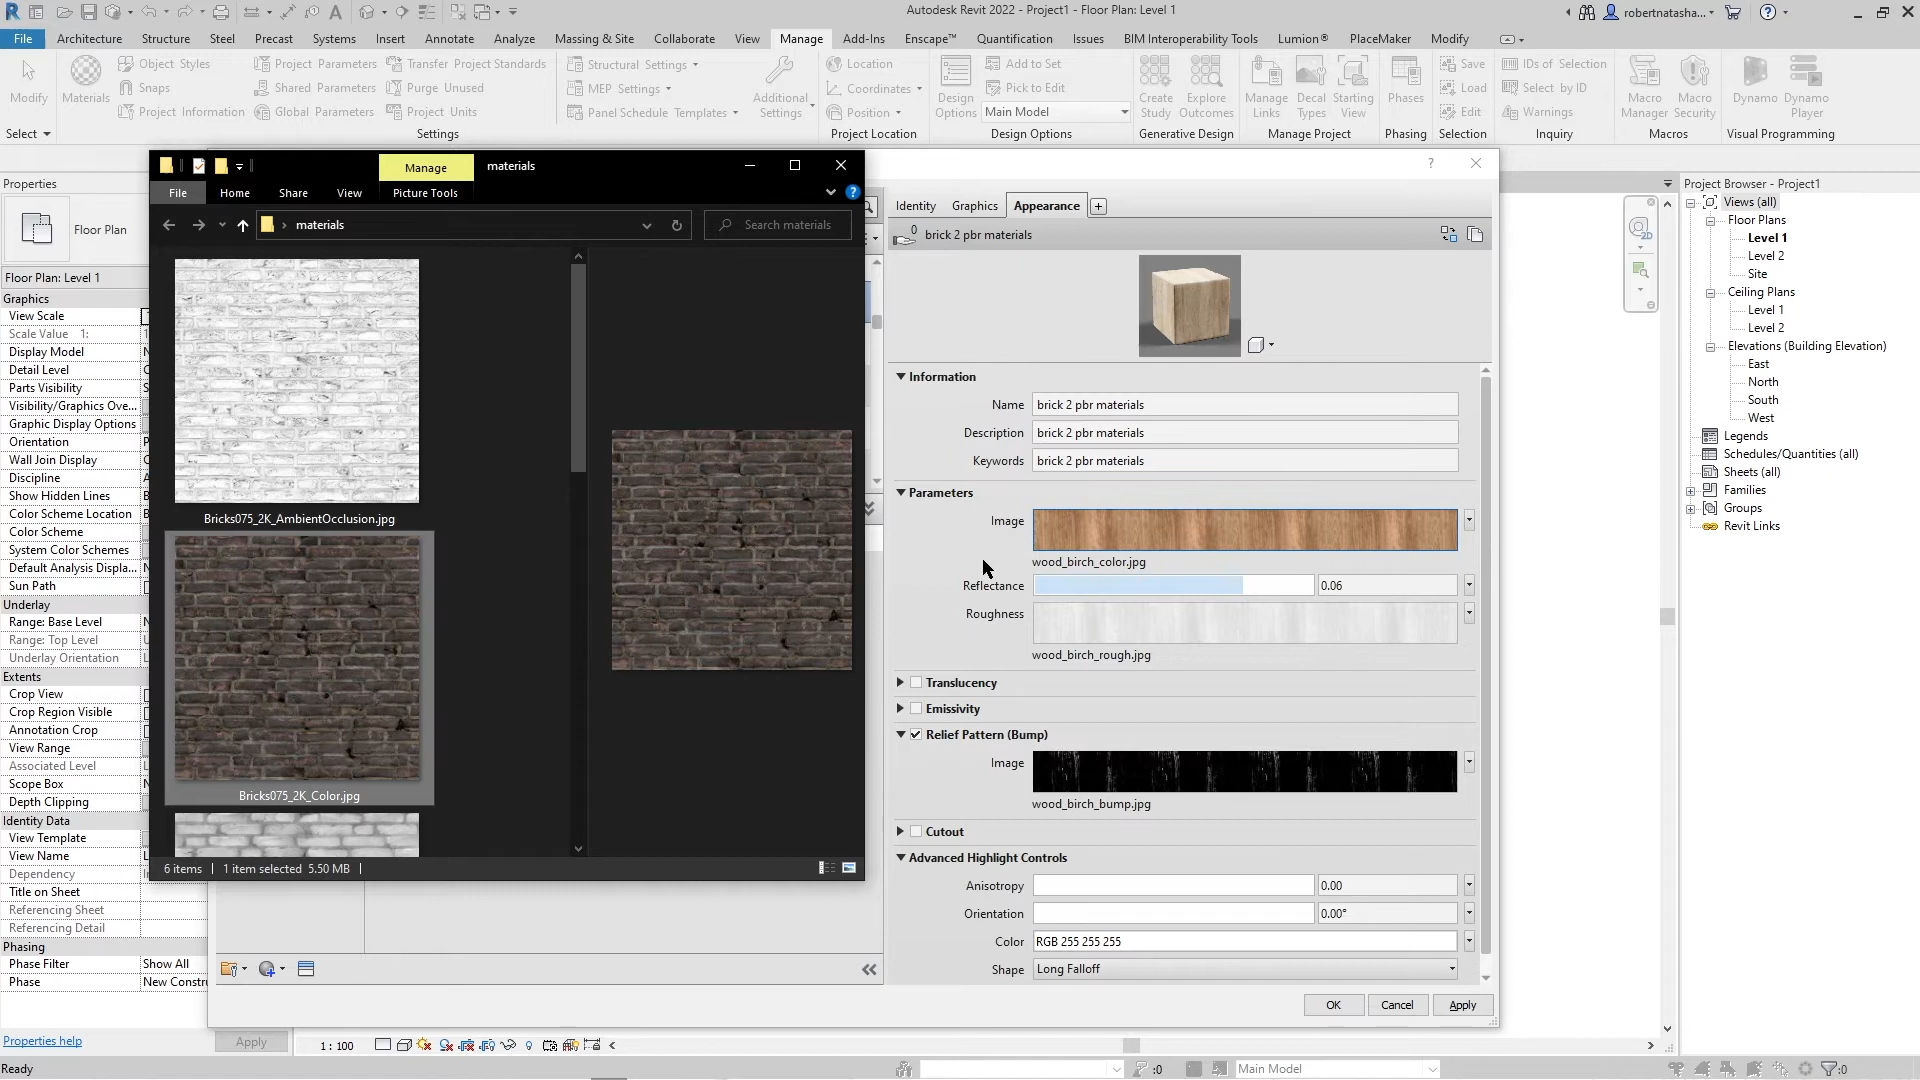 Autodesk Revit 2022 - Project1 - Floor Plan: Level 1
robertnatasha...
File Architecture Structure Steel Precast Systems Insert Annotate Analyze Massing & Site Collaborate View Manage Add-Ins Enscape™ Quantification Issues BIM Interoperability Tools Lumion® PlaceMaker Modify
Object Styles Project Parameters Transfer Project Standards Structural Settings Location Add to Set Save IDs of Selection
Snaps Shared Parameters Purge Unused MEP Settings Coordinates Pick to Edit Load Select by ID
Project Information Global Parameters Project Units Panel Schedule Templates Position Main Model Edit Warnings
Modify Materials Additional Settings Design Options Create Study Explore Outcomes Manage Links Decal Types Starting View Phases Macro Manager Macro Security Dynamo Dynamo Player
Select Settings Project Location Design Options Generative Design Manage Project Phasing Selection Inquiry Macros Visual Programming
Properties
Floor Plan
Floor Plan: Level 1
Graphics
View Scale
Scale Value 1:
Display Model
Detail Level
Parts Visibility
Visibility/Graphics Ove...
Graphic Display Options
Orientation
Wall Join Display
Discipline
Show Hidden Lines
Color Scheme Location
Color Scheme
System Color Schemes
Default Analysis Displa...
Sun Path
Underlay
Range: Base Level
Range: Top Level
Underlay Orientation
Extents
Crop View
Crop Region Visible
Annotation Crop
View Range
Associated Level
Scope Box
Depth Clipping
Identity Data
View Template
View Name
Dependency
Title on Sheet
Referencing Sheet
Referencing Detail
Phasing
Phase Filter Show All
Phase New Constru
Properties help
Apply
Manage materials
File Home Share View Picture Tools
materials
Search materials
Bricks075_2K_AmbientOcclusion.jpg
Bricks075_2K_Color.jpg
6 items 1 item selected 5.50 MB
Identity Graphics Appearance
0
brick 2 pbr materials
Information
Name brick 2 pbr materials
Description brick 2 pbr materials
Keywords brick 2 pbr materials
Parameters
Image
wood_birch_color.jpg
Reflectance 0.06
Roughness
wood_birch_rough.jpg
Translucency
Emissivity
Relief Pattern (Bump)
Image
wood_birch_bump.jpg
Cutout
Advanced Highlight Controls
Anisotropy 0.00
Orientation 0.00°
Color RGB 255 255 255
Shape Long Falloff
OK Cancel Apply
2D
Project Browser - Project1
Views (all)
Floor Plans
Level 1
Level 2
Site
Ceiling Plans
Level 1
Level 2
Elevations (Building Elevation)
East
North
South
West
Legends
Schedules/Quantities (all)
Sheets (all)
Families
Groups
Revit Links
1 : 100
Ready
:0
Main Model
:0